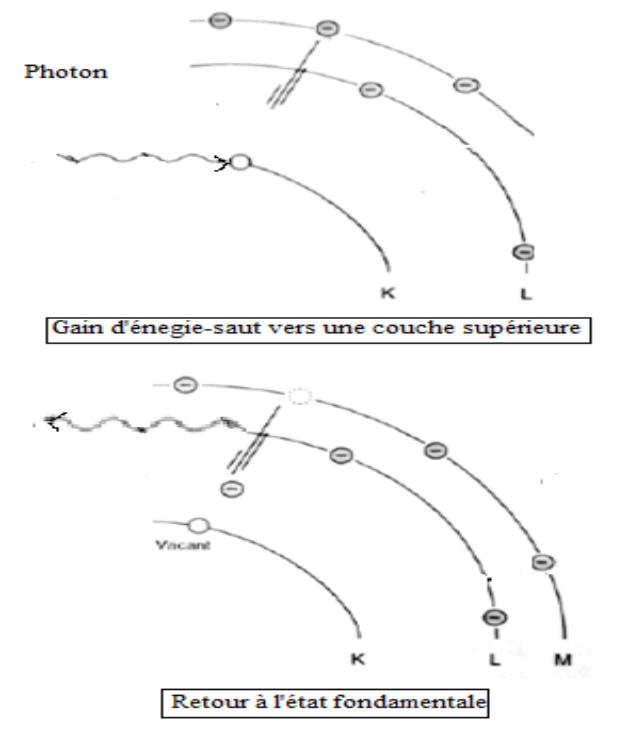 Photon
K
L
Gain d'énegie-saut vers une couche supérieure
Vacant
K
L
M
Retour à l'état fondamentale